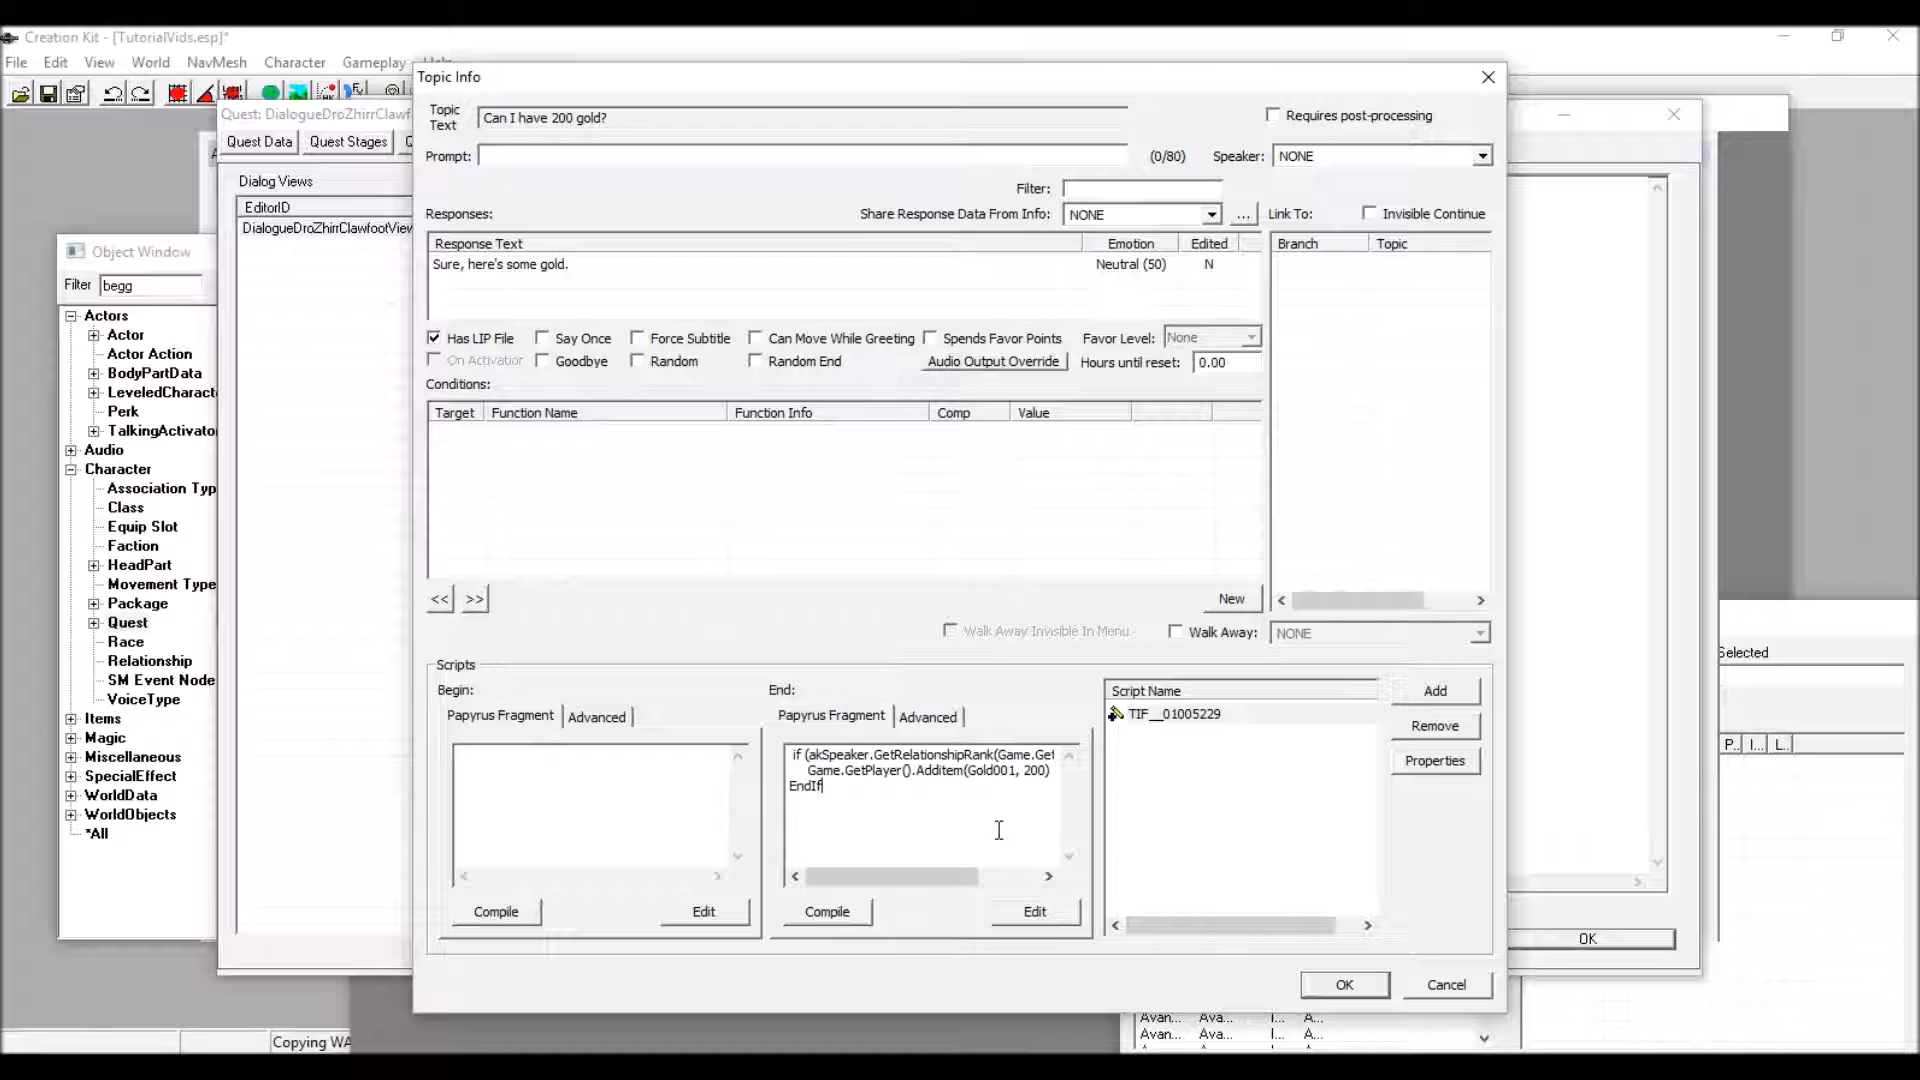 Creation Kit - [TutorialVids.esp]*
File Edit View World NavMesh Character Gameplay
Topic Info
Quest: DialogueDroZhirrClawf
Quest Data Quest Stages
Topic Text
Can I have 200 gold?
Requires post-processing
Prompt:
(0/80)
Speaker: NONE
Dialog Views
EditorID
DialogueDroZhirrClawfootView
Filter:
Responses:
Share Response Data From Info: NONE ...
Link To: Invisible Continue
Response Text Emotion Edited
Sure, here's some gold. Neutral (50) N
Branch Topic
Object Window
Filter begg
Actors
Actor
Actor Action
BodyPartData
LeveledCharact
Perk
TalkingActivato
Audio
Character
Association Typ
Class
Equip Slot
Faction
HeadPart
Movement Type
Package
Quest
Race
Relationship
SM Event Node
VoiceType
Items
Magic
Miscellaneous
SpecialEffect
WorldData
WorldObjects
*All
Has LIP File Say Once Force Subtitle Can Move While Greeting Spends Favor Points Favor Level: None
On Activation Goodbye Random Random End Audio Output Override Hours until reset: 0.00
Conditions:
Target Function Name Function Info Comp Value
<< >> New
Walk Away Invisible In Menu Walk Away: NONE
Scripts
Begin:
Papyrus Fragment Advanced
Compile Edit
End:
Papyrus Fragment Advanced
if (akSpeaker.GetRelationshipRank(Game.Get
Game.GetPlayer().Additem(Gold001, 200)
EndIf
Compile Edit
Script Name
TIF__01005229
Add
Remove
Properties
OK Cancel
OK
Selected
P.. I... L..
Copying WA
Avan... Ava... I... A...
Avan... Ava... I... A...